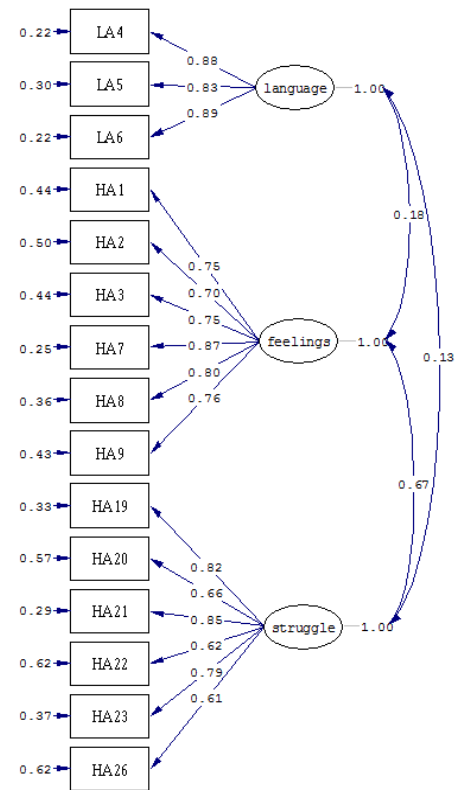 0.22 LA4
0.88
0.30 LA5 0.83 language 1.00
0.89
0.22 LA6
0.44 HA1
0.18
0.50 HA2
0.75
0.70
0.44 HA3 0.75
0.25 HA7 0.87 feelings 1.00
0.13
0.36 HA8 0.80
0.76
0.43 HA9
0.67
0.33 HA19
0.82
0.57 HA20
0.66
0.29 HA21 0.85
struggle 1.00
0.62 HA22 0.62
0.79
0.61
0.37 HA23
0.62 HA26